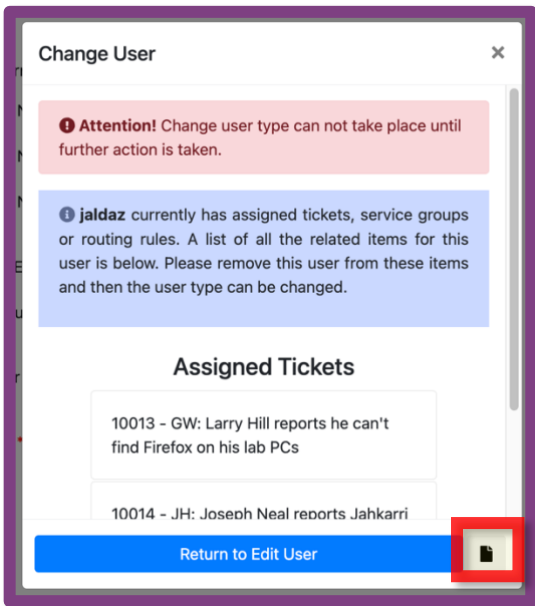 Change User
×
Attention! Change user type can not take place until
further action is taken.
jaldaz currently has assigned tickets, service groups
or routing rules. A list of all the related items for this
user is below. Please remove this user from these items
and then the user type can be changed.
Assigned Tickets
10013 - GW: Larry Hill reports he can't
find Firefox on his lab PCs
10014 - JH: Joseph Neal reports Jahkarri
Return to Edit User